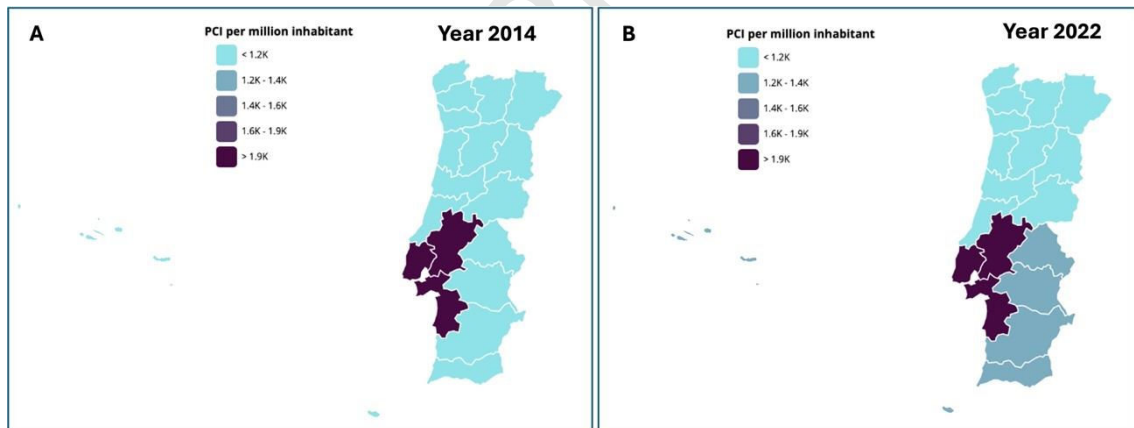 A
PCI per million inhabitant
Year 2014
< 1.2K
1.2K - 1.4K
1.4K - 1.6K
1.6K - 1.9K
> 1.9K
B
PCI per million inhabitant
Year 2022
< 1.2K
1.2K - 1.4K
1.4K - 1.6K
1.6K - 1.9K
> 1.9K